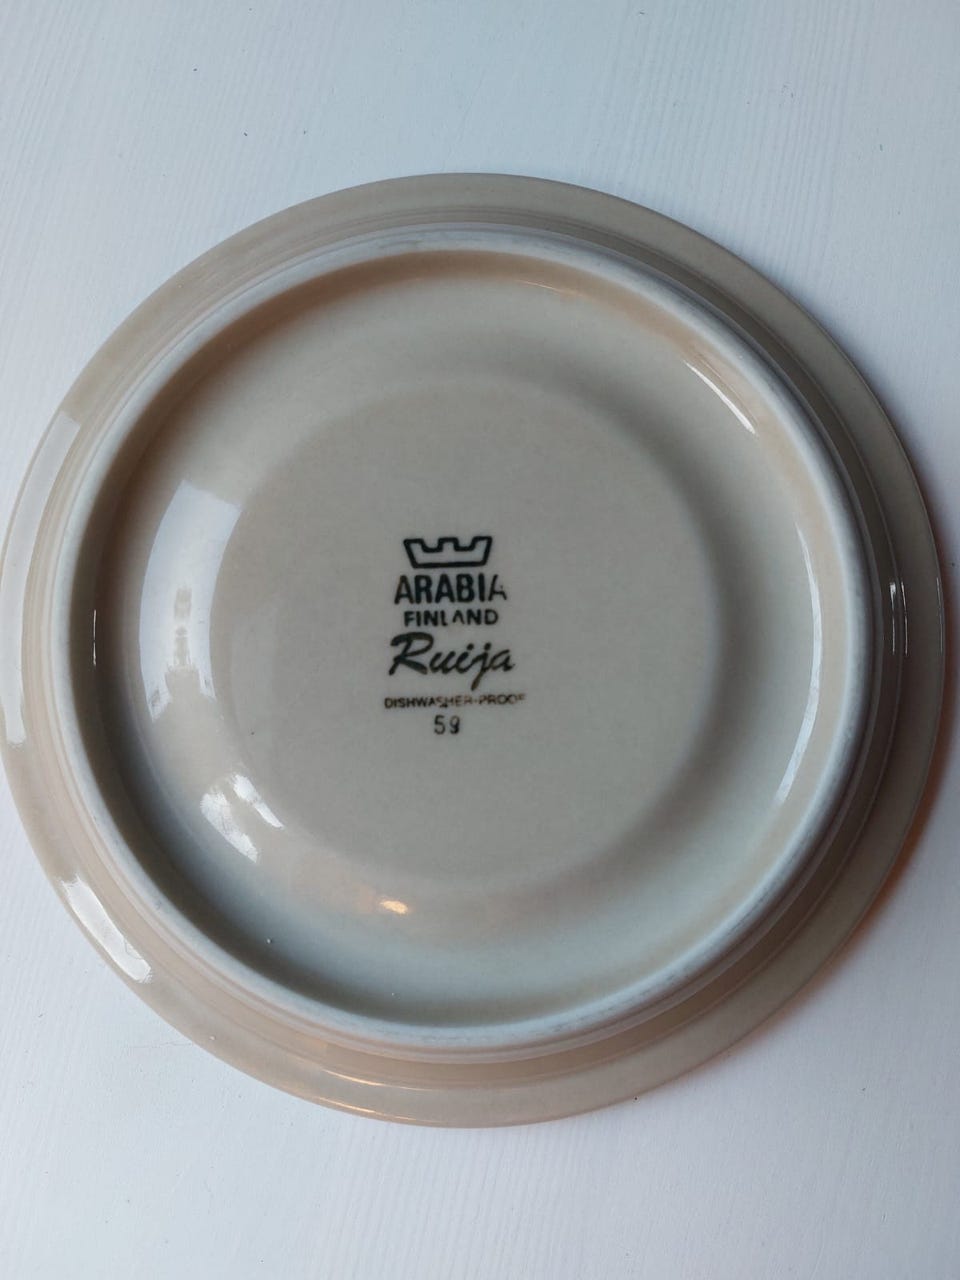 ARABIA
FINLAND
Ruija
DISHWASHER-PROOF
59